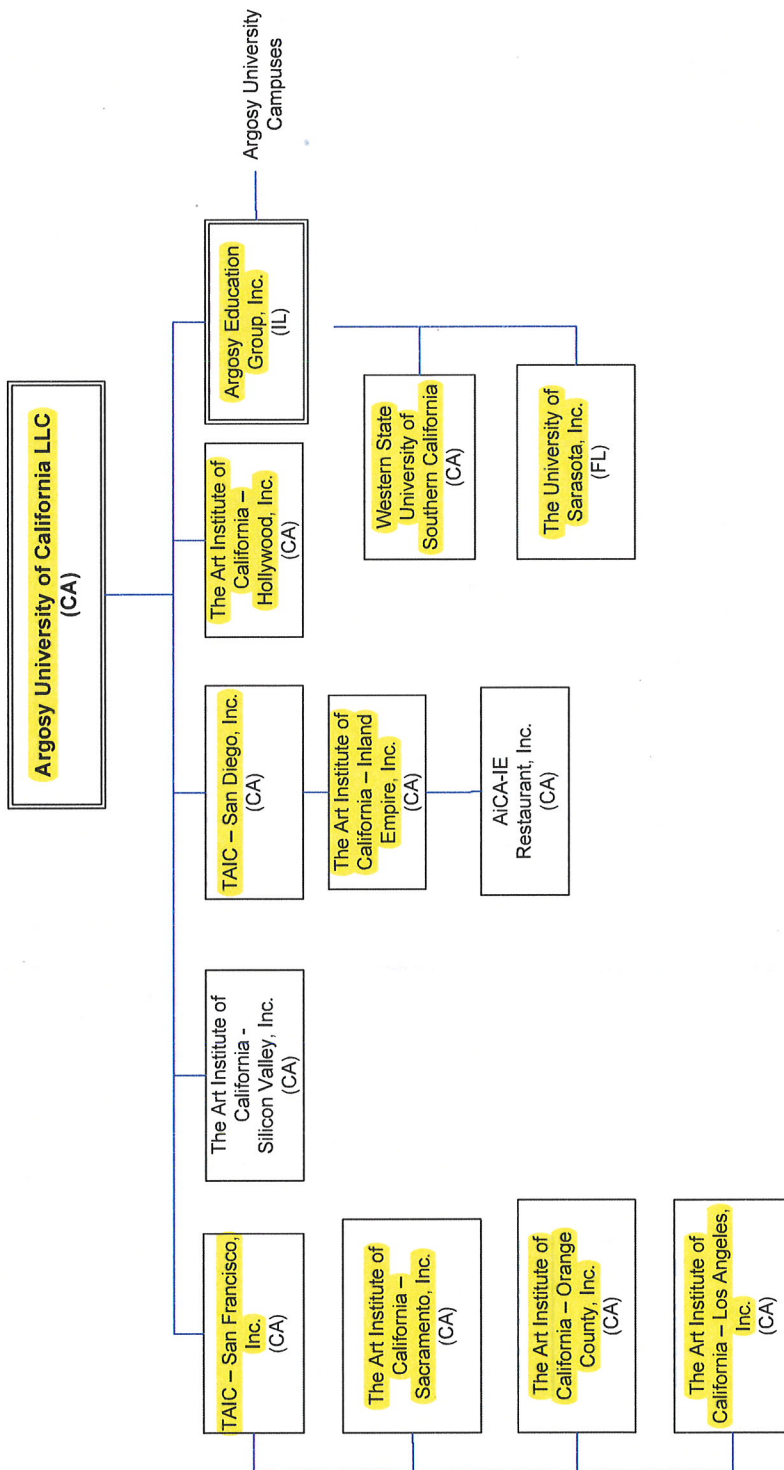 Argosy University of California LLC
(CA)
TAIC – San Francisco,
Inc.
(CA)
The Art Institute of
California -
Silicon Valley, Inc.
(CA)
TAIC – San Diego, Inc.
(CA)
The Art Institute of
California –
Hollywood, Inc.
(CA)
Argosy Education
Group, Inc.
(IL)
Argosy University
Campuses
The Art Institute of
California –
Sacramento, Inc.
(CA)
The Art Institute of
California – Inland
Empire, Inc.
(CA)
Western State
University of
Southern California
(CA)
The Art Institute of
California – Orange
County, Inc.
(CA)
AiCA-IE
Restaurant, Inc.
(CA)
The University of
Sarasota, Inc.
(FL)
The Art Institute of
California – Los Angeles,
Inc.
(CA)